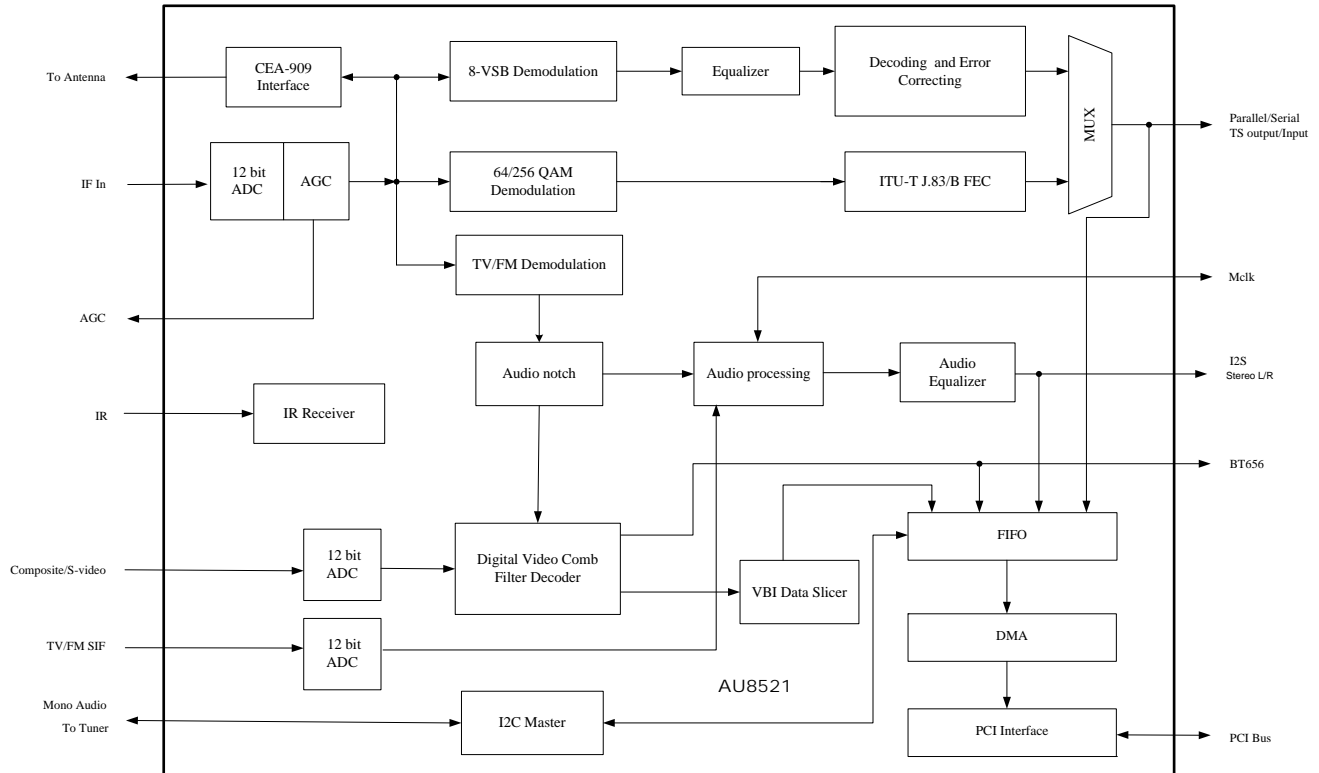 To Antenna
CEA-909
Interface
8-VSB Demodulation
Equalizer
Decoding and Error
Correcting
MUX
Parallel/Serial
TS output/Input
IF In
12 bit
ADC
AGC
64/256 QAM
Demodulation
ITU-T J.83/B FEC
TV/FM Demodulation
Mclk
AGC
Audio notch
Audio processing
Audio
Equalizer
I2S
Stereo L/R
IR
IR Receiver
BT656
Composite/S-video
12 bit
ADC
Digital Video Comb
Filter Decoder
VBI Data Slicer
FIFO
TV/FM SIF
12 bit
ADC
DMA
AU8521
Mono Audio
To Tuner
I2C Master
PCI Interface
PCI Bus